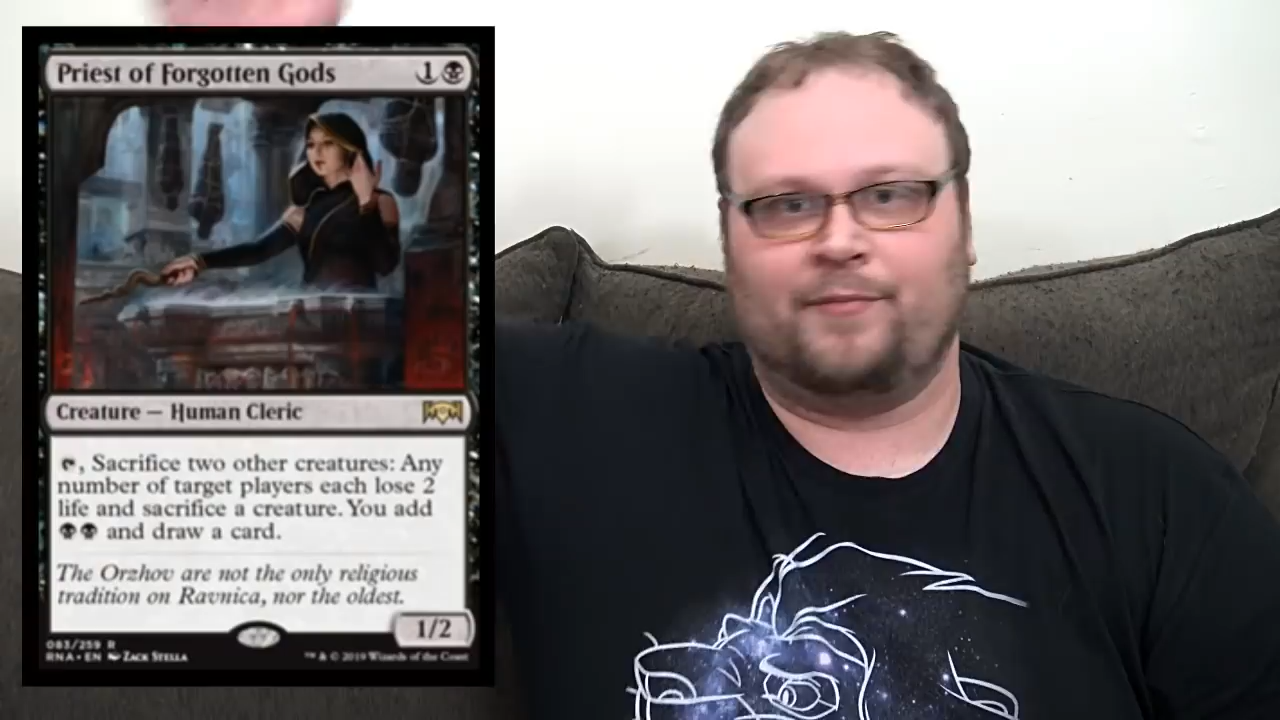 Priest of Forgotten Gods 1
Creature — Human Cleric
, Sacrifice two other creatures: Any
number of target players each lose 2
life and sacrifice a creature. You add
and draw a card.
The Orzhov are not the only religious
tradition on Ravnica, nor the oldest.
1/2
083/259 R
RNA • EN Zack Stella
™ & © 2019 Wizards of the Coast